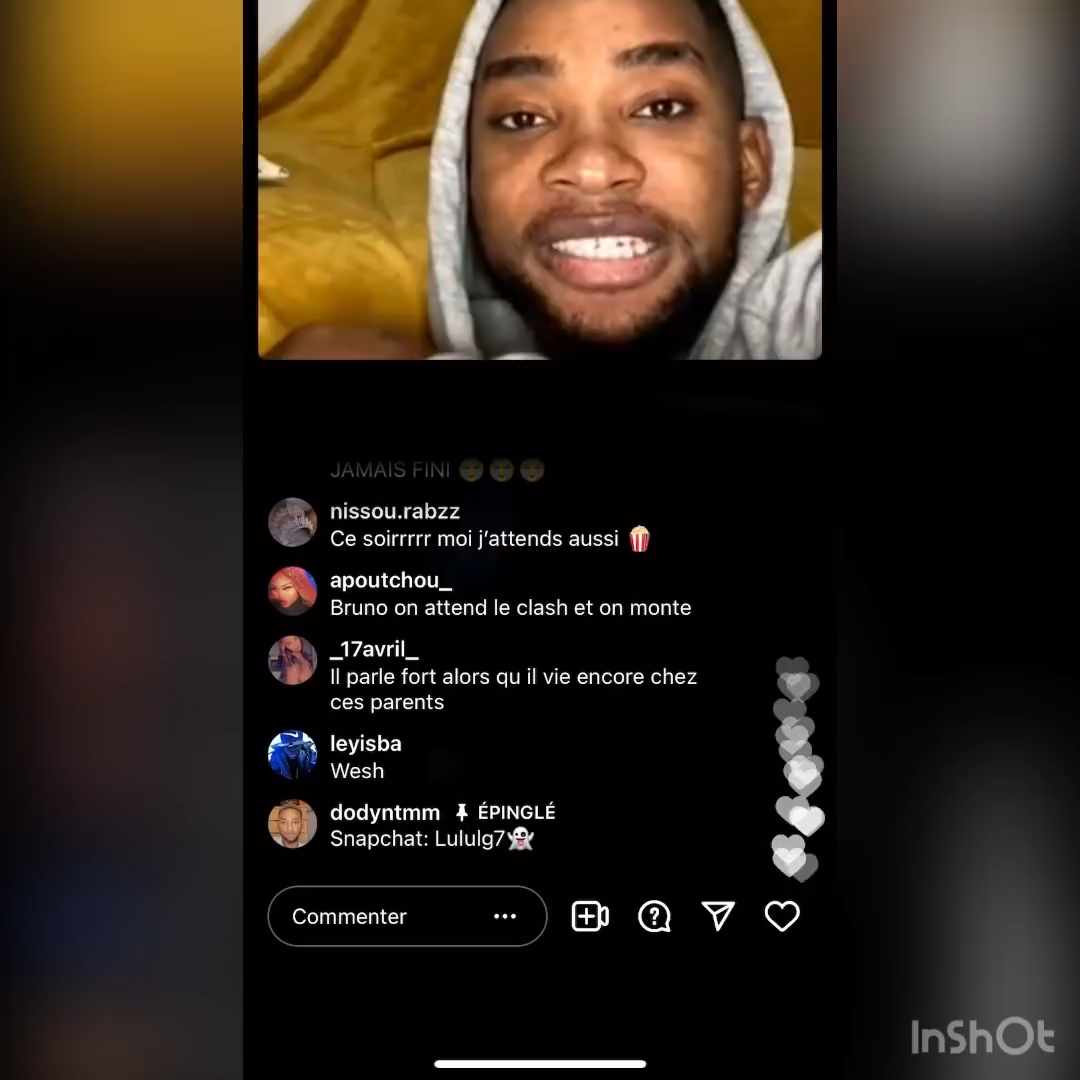 JAMAIS FINI 😭😭😭
nissou.rabzz
Ce soirrrrr moi j'attends aussi 🍿
apoutchou_
Bruno on attend le clash et on monte
_17avril_
Il parle fort alors qu il vie encore chez
ces parents
leyisba
Wesh
dodyntmm ÉPINGLÉ
Snapchat: Lululg7👻
Commenter
InShOt